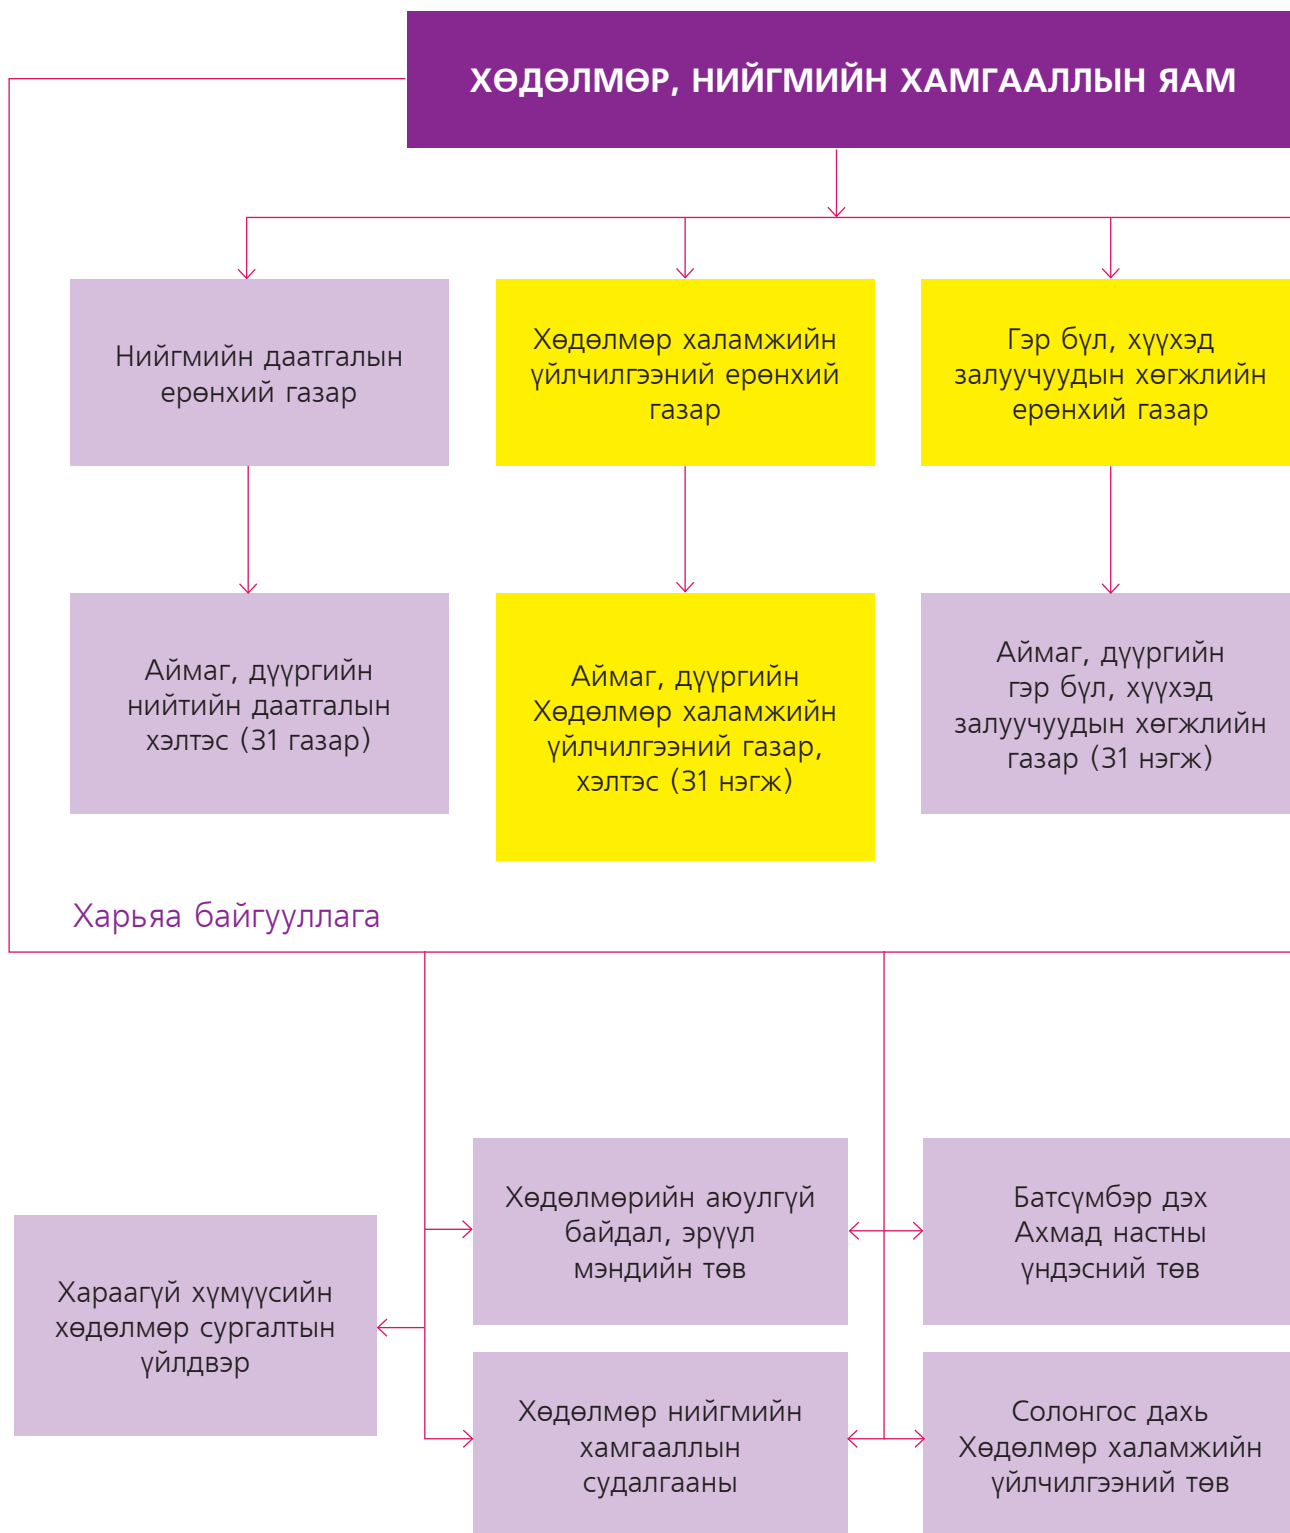 ХӨДӨЛМӨР, НИЙГМИЙН ХАМГААЛЛЫН ЯАМ
Нийгмийн даатгалын
ерөнхий газар
Хөдөлмөр халамжийн
үйлчилгээний ерөнхий
газар
Гэр бүл, хүүхэд
залуучуудын хөгжлийн
ерөнхий газар
Аймаг, дүүргийн
нийтийн даатгалын
хэлтэс (31 газар)
Аймаг, дүүргийн
Хөдөлмөр халамжийн
үйлчилгээний газар,
хэлтэс (31 нэгж)
Аймаг, дүүргийн
гэр бүл, хүүхэд
залуучуудын хөгжлийн
газар (31 нэгж)
Харьяа байгууллага
Хараагүй хүмүүсийн
хөдөлмөр сургалтын
үйлдвэр
Хөдөлмөрийн аюулгүй
байдал, эрүүл
мэндийн төв
Батсүмбэр дэх
Ахмад настны
үндэсний төв
Хөдөлмөр нийгмийн
хамгааллын
судалгааны
Солонгос дахь
Хөдөлмөр халамжийн
үйлчилгээний төв